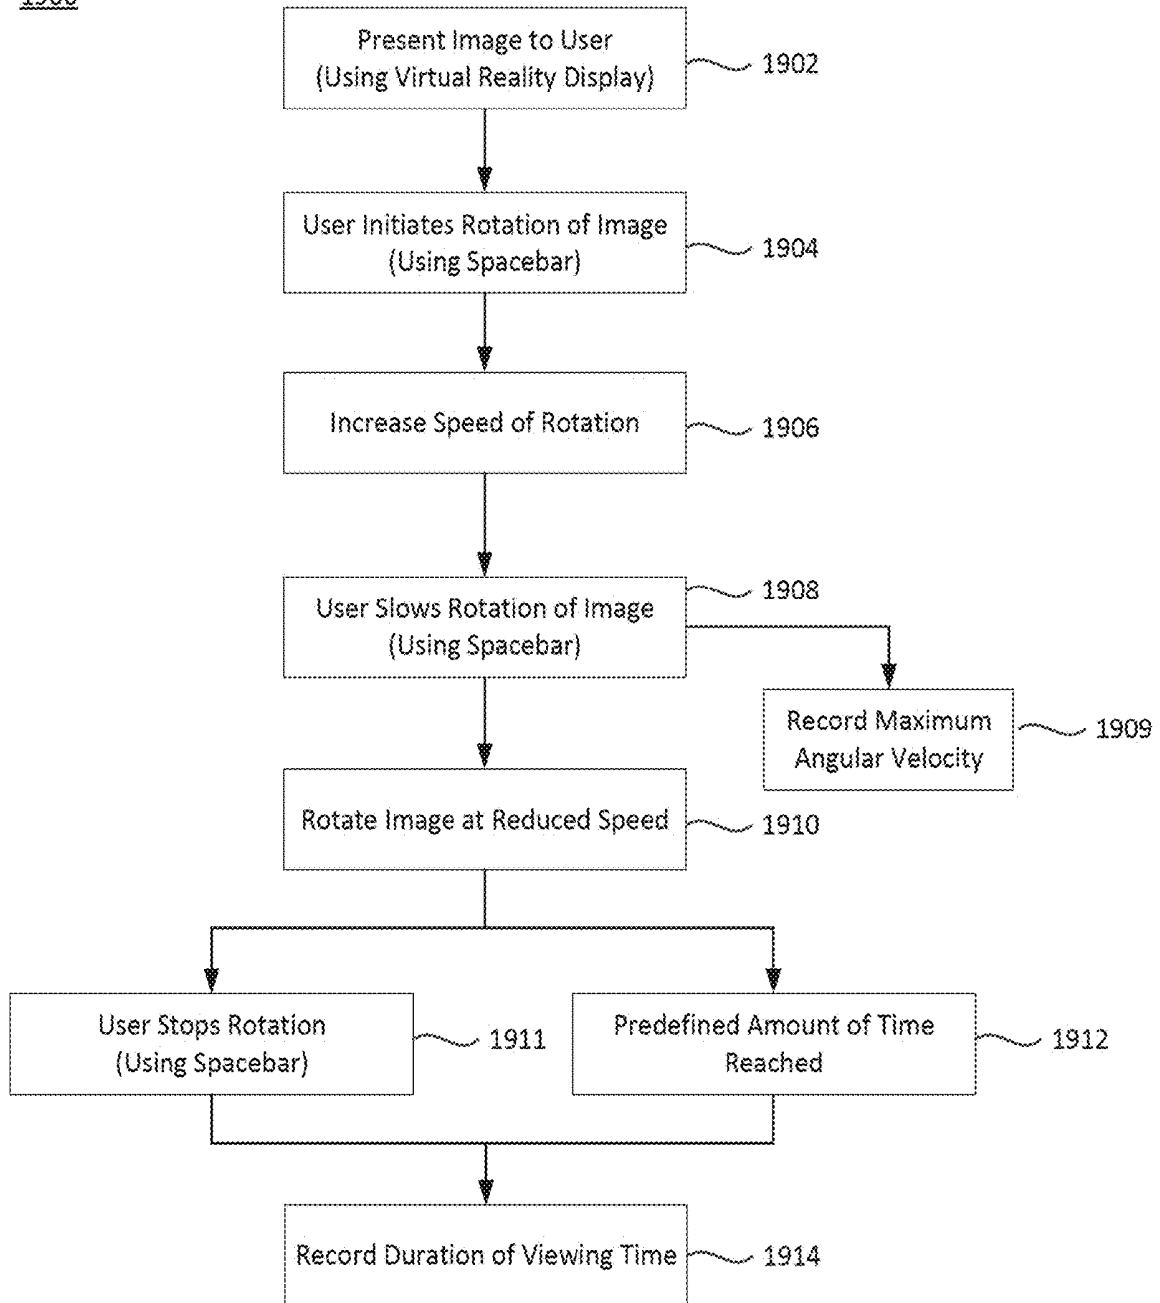 1900
Present Image to User
(Using Virtual Reality Display)
1902
User Initiates Rotation of Image
(Using Spacebar)
1904
Increase Speed of Rotation
1906
User Slows Rotation of Image
(Using Spacebar)
1908
Record Maximum
Angular Velocity
1909
Rotate Image at Reduced Speed
1910
User Stops Rotation
(Using Spacebar)
1911
Predefined Amount of Time
Reached
1912
Record Duration of Viewing Time
1914